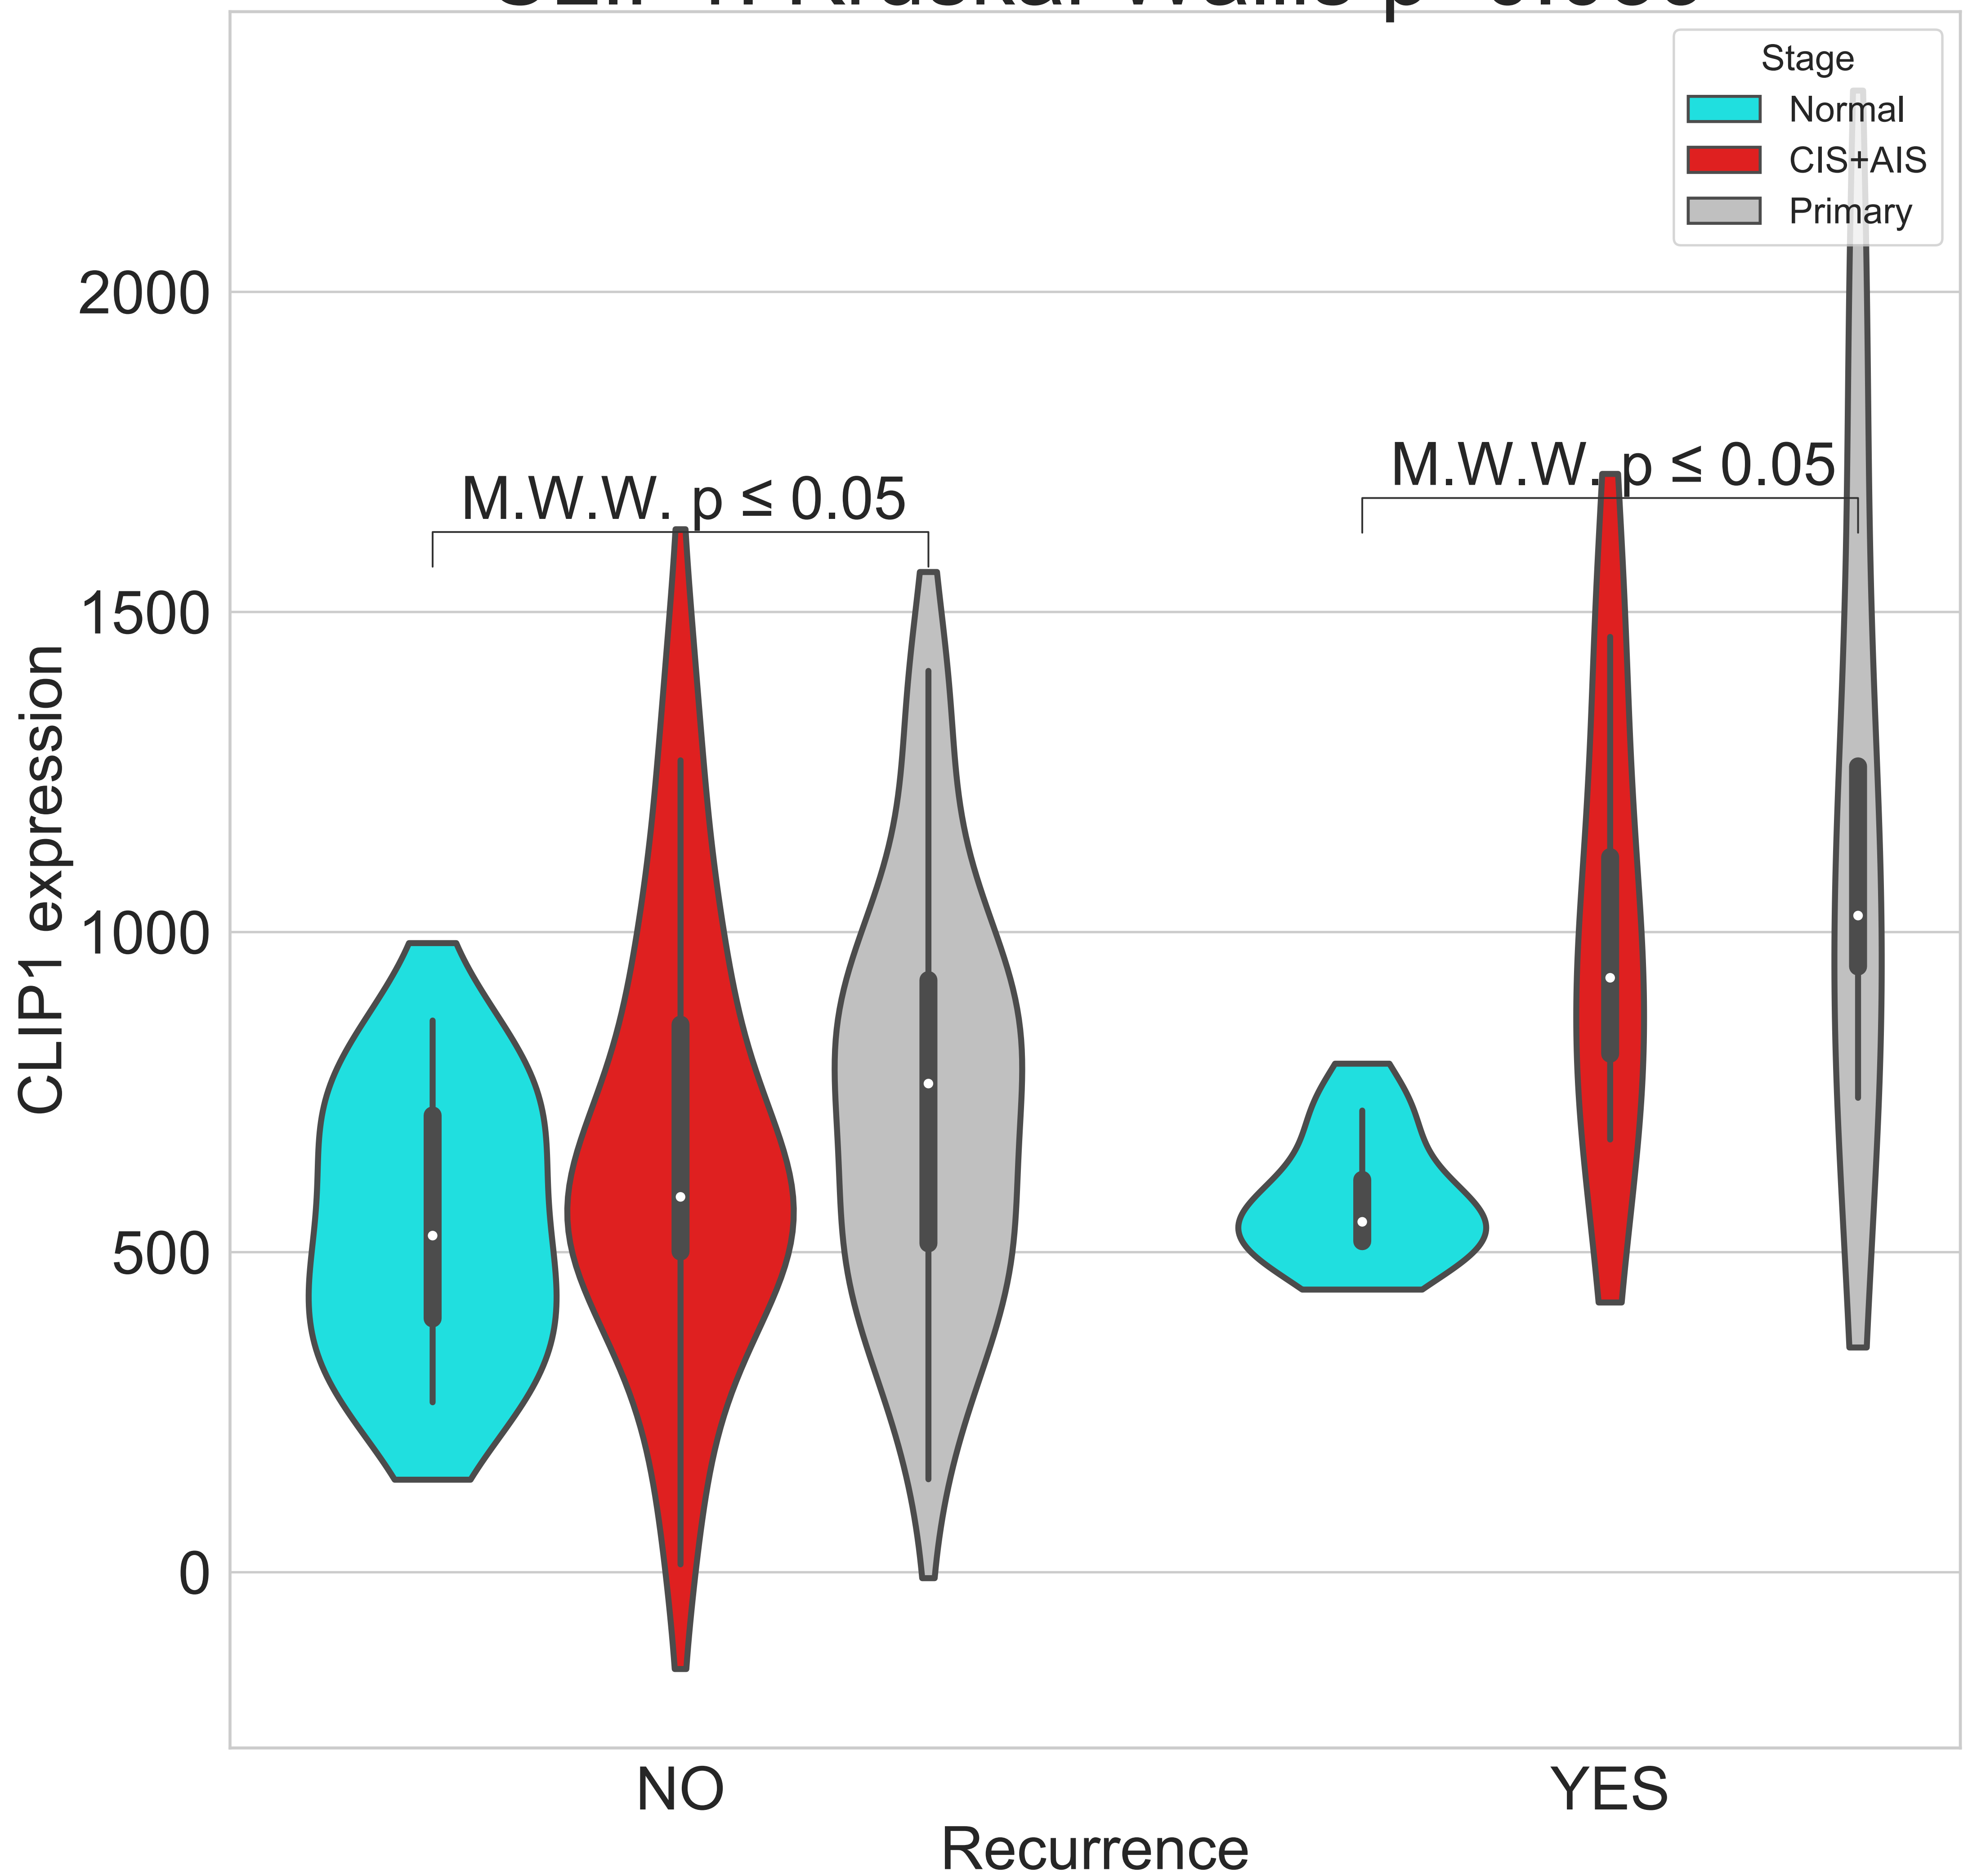 Stage
Normal
CIS+AIS
Primary
2000
1500
1000
500
0
CLIP1 expression
M.W.W. p ≤ 0.05
M.W.W. p ≤ 0.05
NO
YES
Recurrence